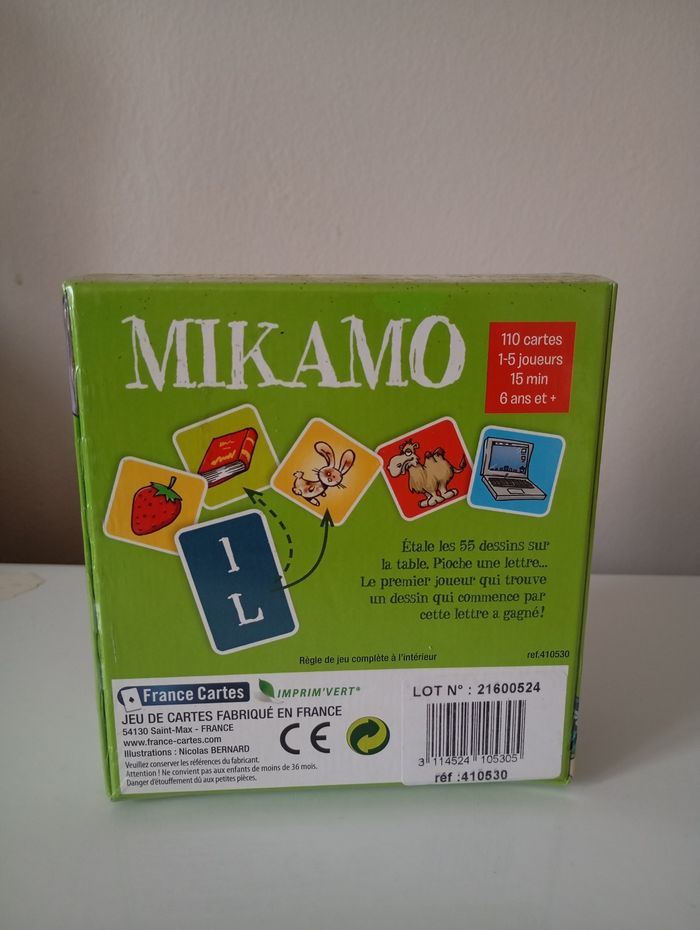 MIKAMO
110 cartes
1-5 joueurs
15 min
6 ans et +
l
L
Étale les 55 dessins sur
la table. Pioche une lettre...
Le premier joueur qui trouve
un dessin qui commence par
cette lettre a gagné!
Règle de jeu complète à l'intérieur
ref.410530
France Cartes
IMPRIM'VERT®
JEU DE CARTES FABRIQUÉ EN FRANCE
54130 Saint-Max - FRANCE
www.france-cartes.com
Illustrations : Nicolas BERNARD
Veuillez conserver les références du fabricant.
Attention ! Ne convient pas aux enfants de moins de 36 mois.
Danger d'étouffement dû aux petites pièces.
CE
LOT N° : 21600524
3 114524 105305
réf :410530